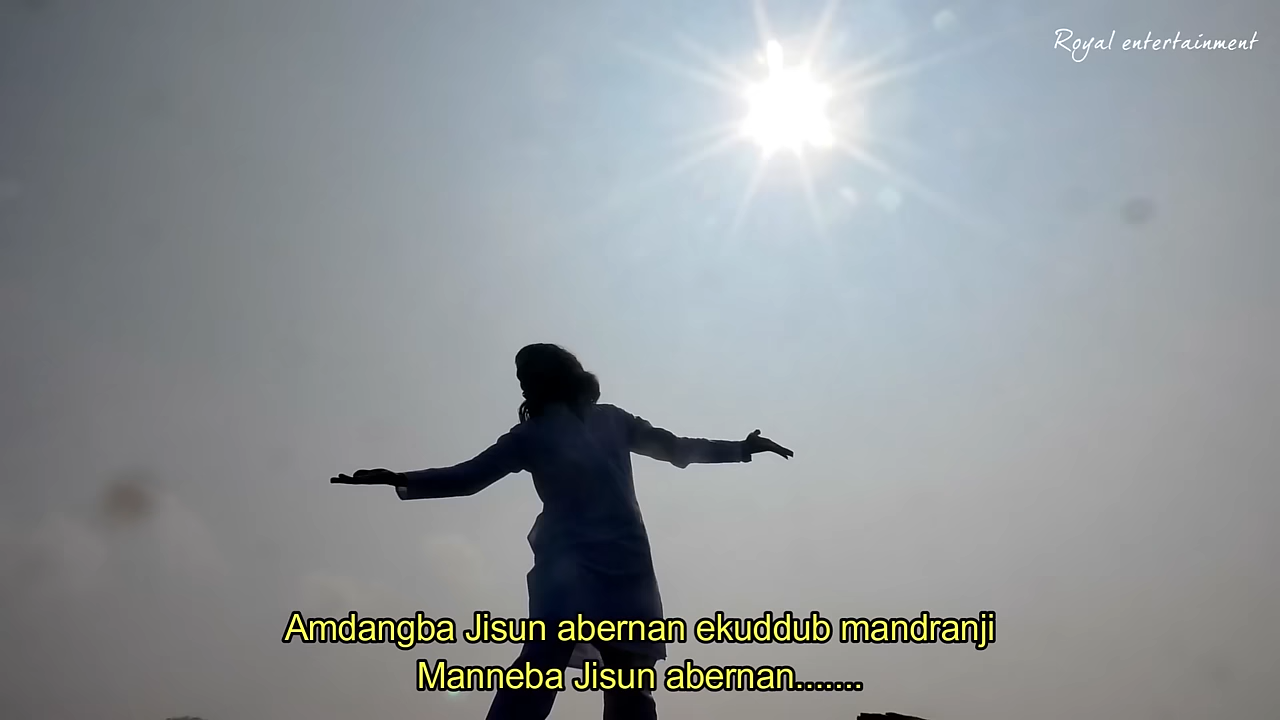 Royal entertainment
Amdangba Jisun abernan ekuddub mandranji
Manneba Jisun abernan.......